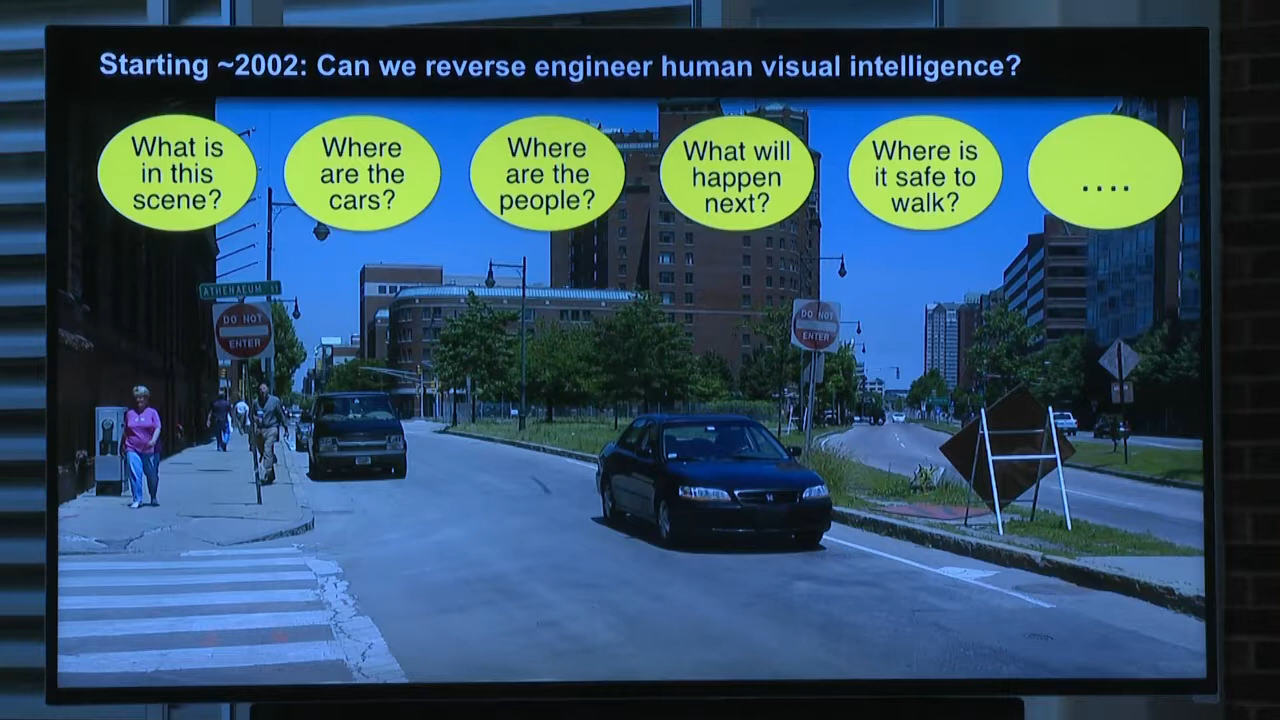 Starting ~2002: Can we reverse engineer human visual intelligence?
What is
in this
scene?
Where
are the
cars?
Where
are the
people?
What will
happen
next?
Where is
it safe to
walk?
....
ATHENAEUM ST
DO NOT
ENTER
DO NOT
ENTER